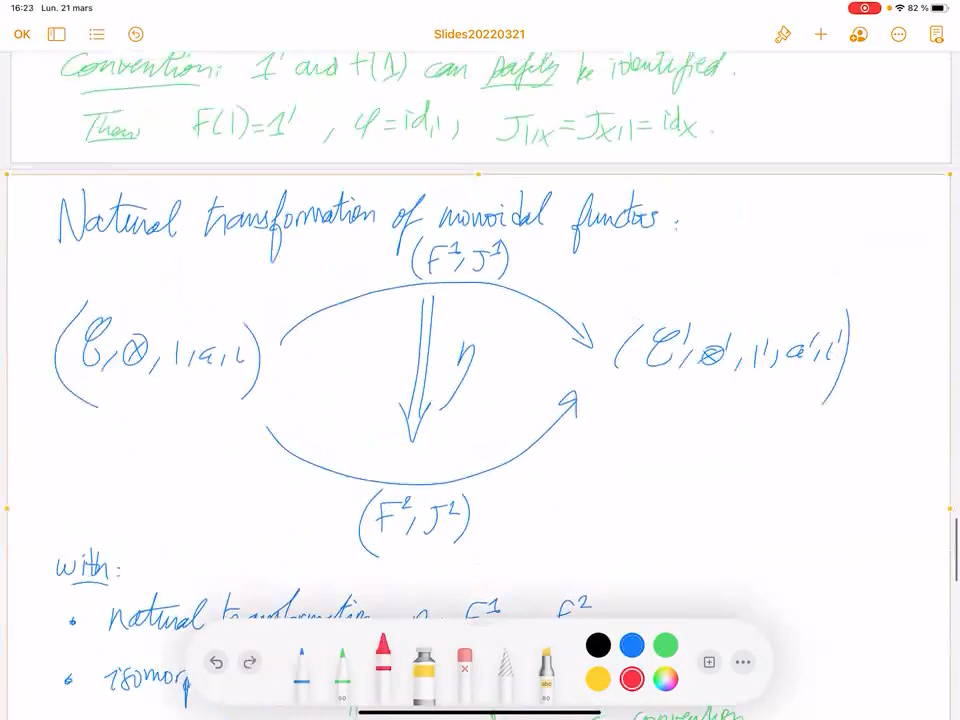 16:23 Lun. 21 mars 82 %
OK Slides20220321
Convention: 1' and F(1) can safely be identified.
Then F(1)=1', φ=id₁, J₁,X=JX,1=idX.
Natural transformation of monoidal functors:
(F¹, J¹)
(C, ⊗, 1, a, ι) η (C', ⊗', 1', a', ι')
(F², J²)
with:
• natural transformation η F¹ F²
•
convention